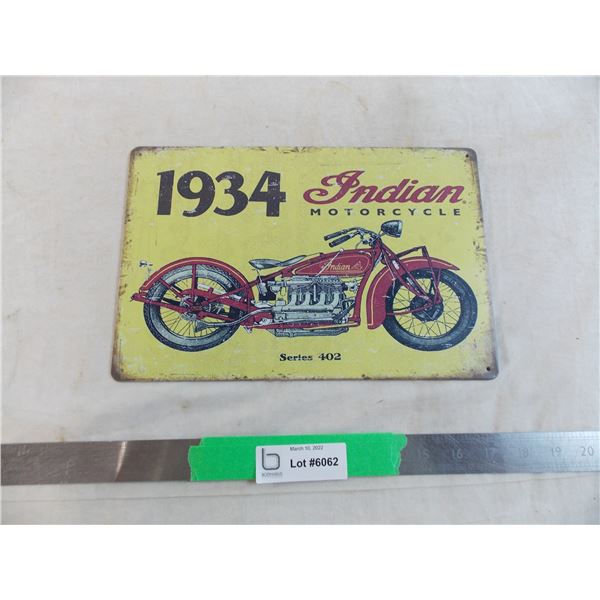 1934 Indian
MOTORCYCLE
Indian
Series 402
March 10, 2022
Lot #6062
15 16 17 18 19 20